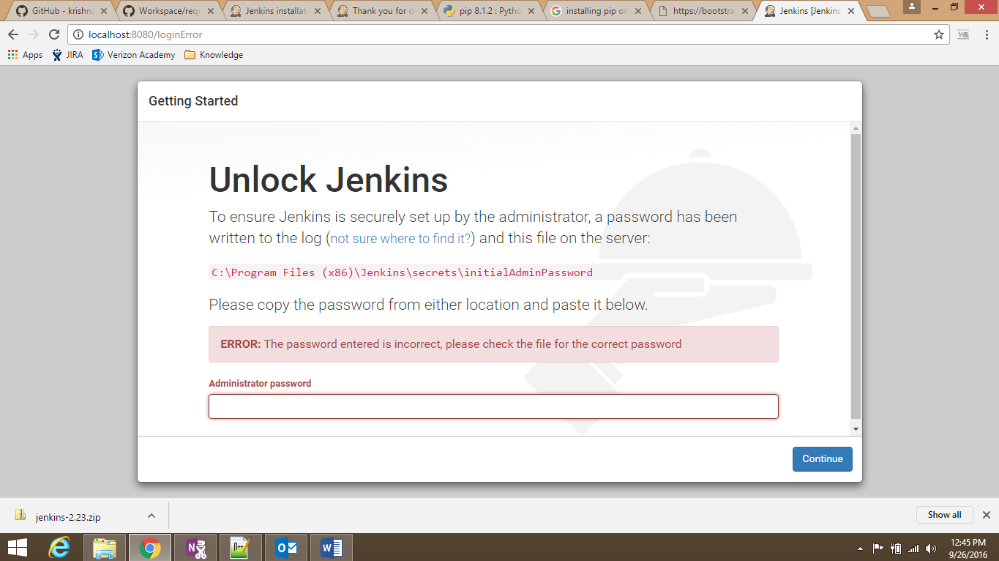 GitHub - krishna
Workspace/requ
Jenkins installat
Thank you for d
pip 8.1.2 : Pytho
installing pip on
https://bootstra
Jenkins [Jenkins
localhost:8080/loginError
Apps
JIRA
Verizon Academy
Knowledge
Getting Started
Unlock Jenkins
To ensure Jenkins is securely set up by the administrator, a password has been
written to the log (not sure where to find it?) and this file on the server:
C:\Program Files (x86)\Jenkins\secrets\initialAdminPassword
Please copy the password from either location and paste it below.
ERROR: The password entered is incorrect, please check the file for the correct password
Administrator password
Continue
jenkins-2.23.zip
Show all
12:45 PM
9/26/2016